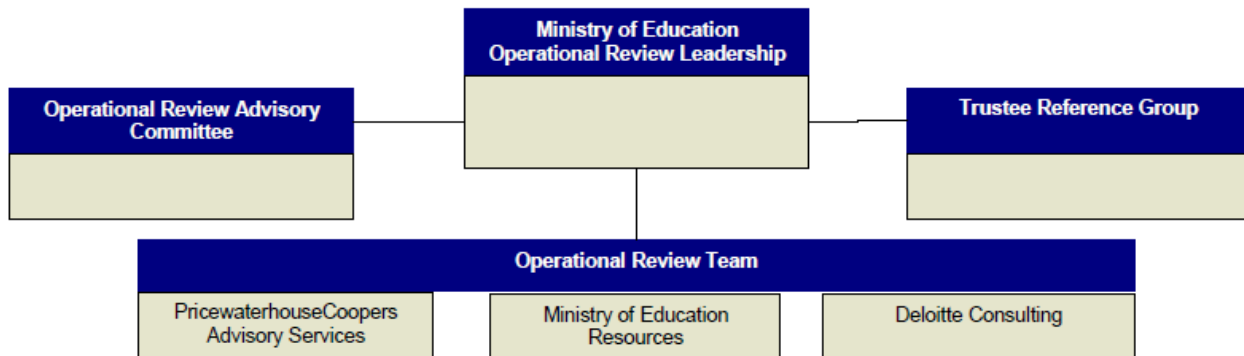 Ministry of Education
Operational Review Leadership
Operational Review Advisory
Committee
Trustee Reference Group
Operational Review Team
PricewaterhouseCoopers
Advisory Services
Ministry of Education
Resources
Deloitte Consulting